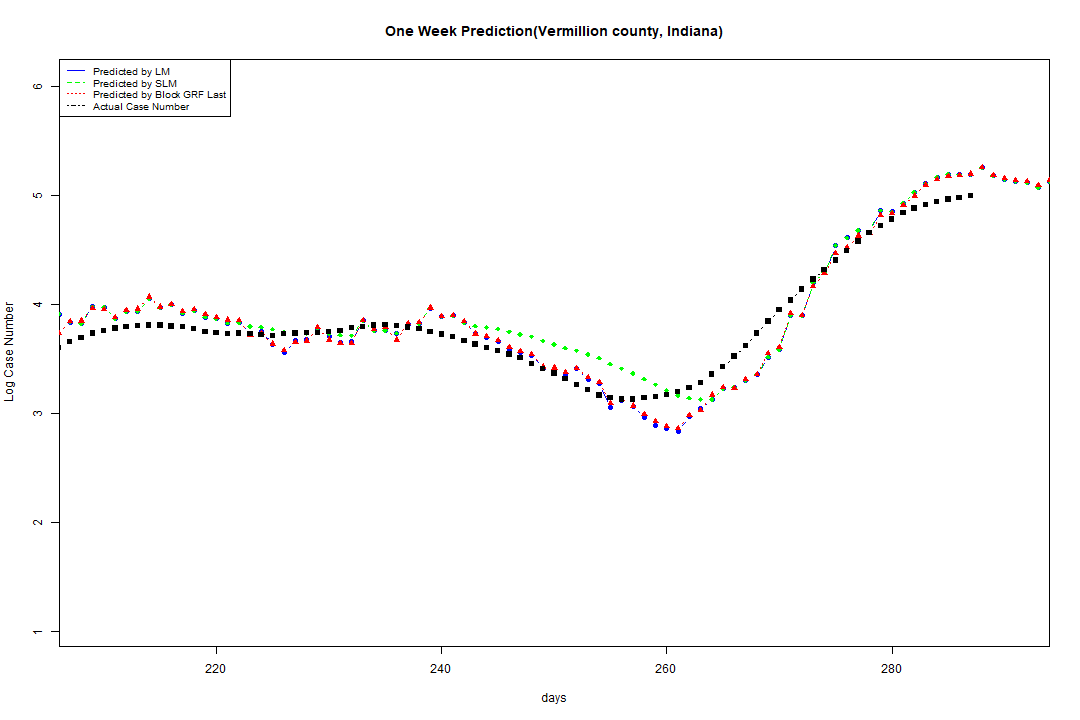 One Week Prediction(Vermillion county, Indiana)
Predicted by LM
Predicted by SLM
Predicted by Block GRF Last
Actual Case Number
6
5
4
3
2
1
Log Case Number
220 240 260 280
days